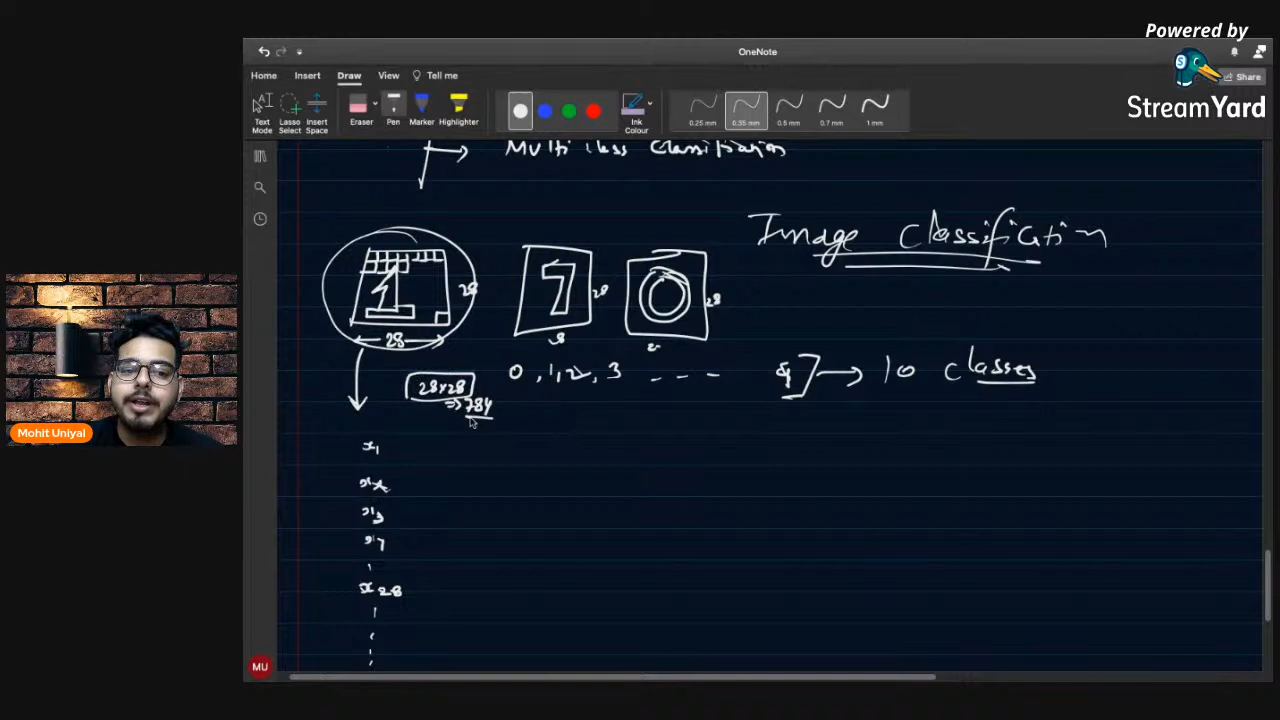 Powered by
StreamYard
OneNote
Share
Home Insert Draw View Tell me
Text Mode
Lasso Select
Insert Space
Eraser
Pen
Marker
Highlighter
Ink Colour
0.25 mm
0.35 mm
0.5 mm
0.7 mm
1 mm
Multi class Classification
Image Classification
1 28 7 28 0 28
28
28x28
=> 784
0, 1, 2, 3 - - - 9] → 10 classes
x1
x2
x3
x28
Mohit Uniyal
MU